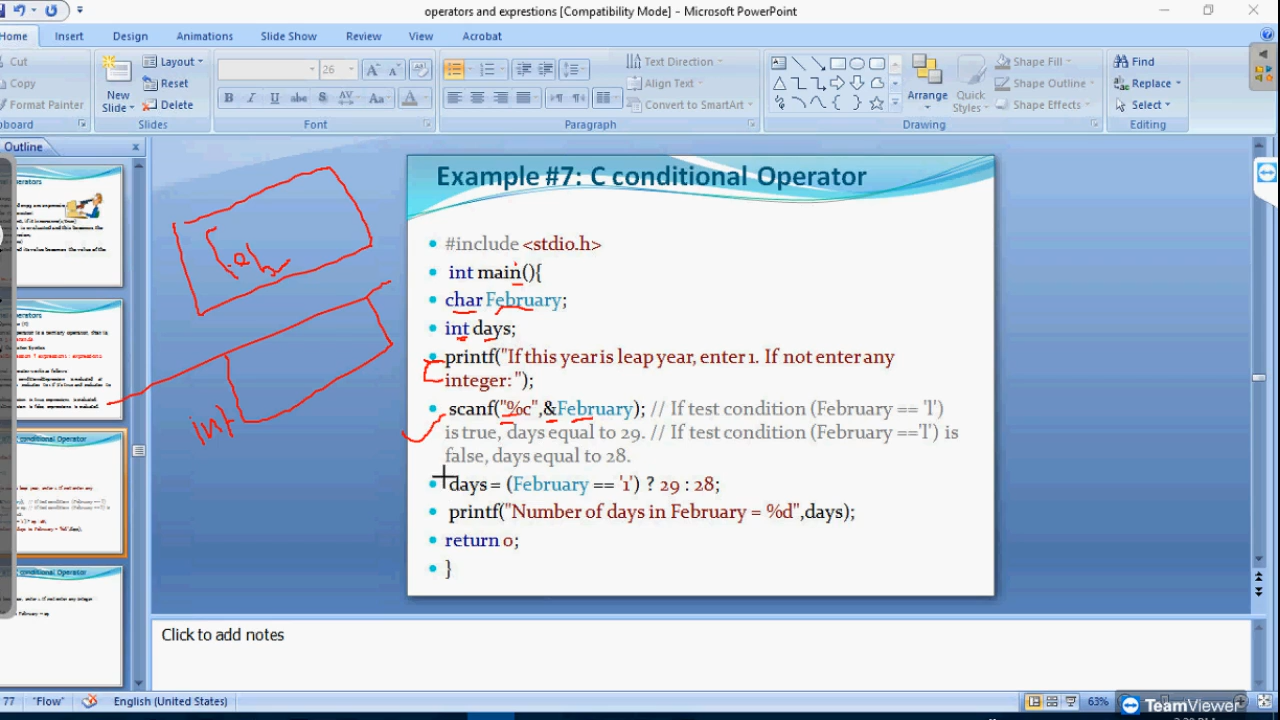 operators and exprestions [Compatibility Mode] - Microsoft PowerPoint
Home Insert Design Animations Slide Show Review View Acrobat
Cut
Copy
Format Painter
New Slide
Layout
Reset
Delete
Slides
26
B I U abc S AV Aa A
Font
Text Direction
Align Text
Convert to SmartArt
Paragraph
Arrange
Quick Styles
Shape Fill
Shape Outline
Shape Effects
Drawing
Find
Replace
Select
Editing
Outline
Example #7: C conditional Operator
#include <stdio.h>
int main(){
char February;
int days;
printf("If this year is leap year, enter 1. If not enter any
integer: ");
scanf("%c",&February); // If test condition (February == 'l')
is true, days equal to 29. // If test condition (February =='l') is
false, days equal to 28.
days = (February == '1') ? 29 : 28;
printf("Number of days in February = %d",days);
return 0;
}
int
Click to add notes
77 "Flow" English (United States)
63%
TeamViewer